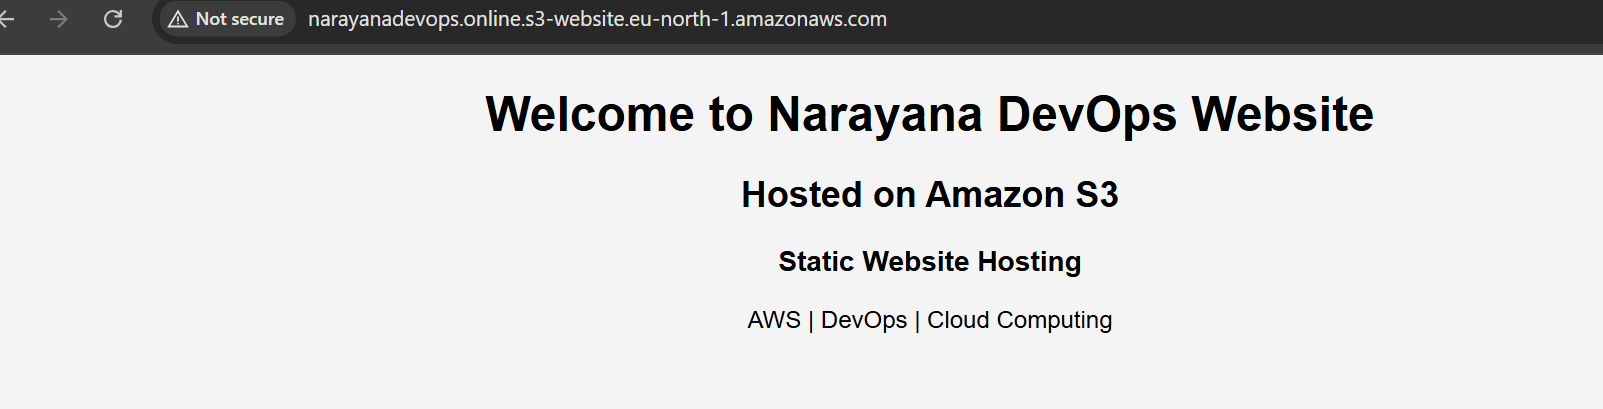 Not secure narayanadevops.online.s3-website.eu-north-1.amazonaws.com
Welcome to Narayana DevOps Website
Hosted on Amazon S3
Static Website Hosting
AWS | DevOps | Cloud Computing